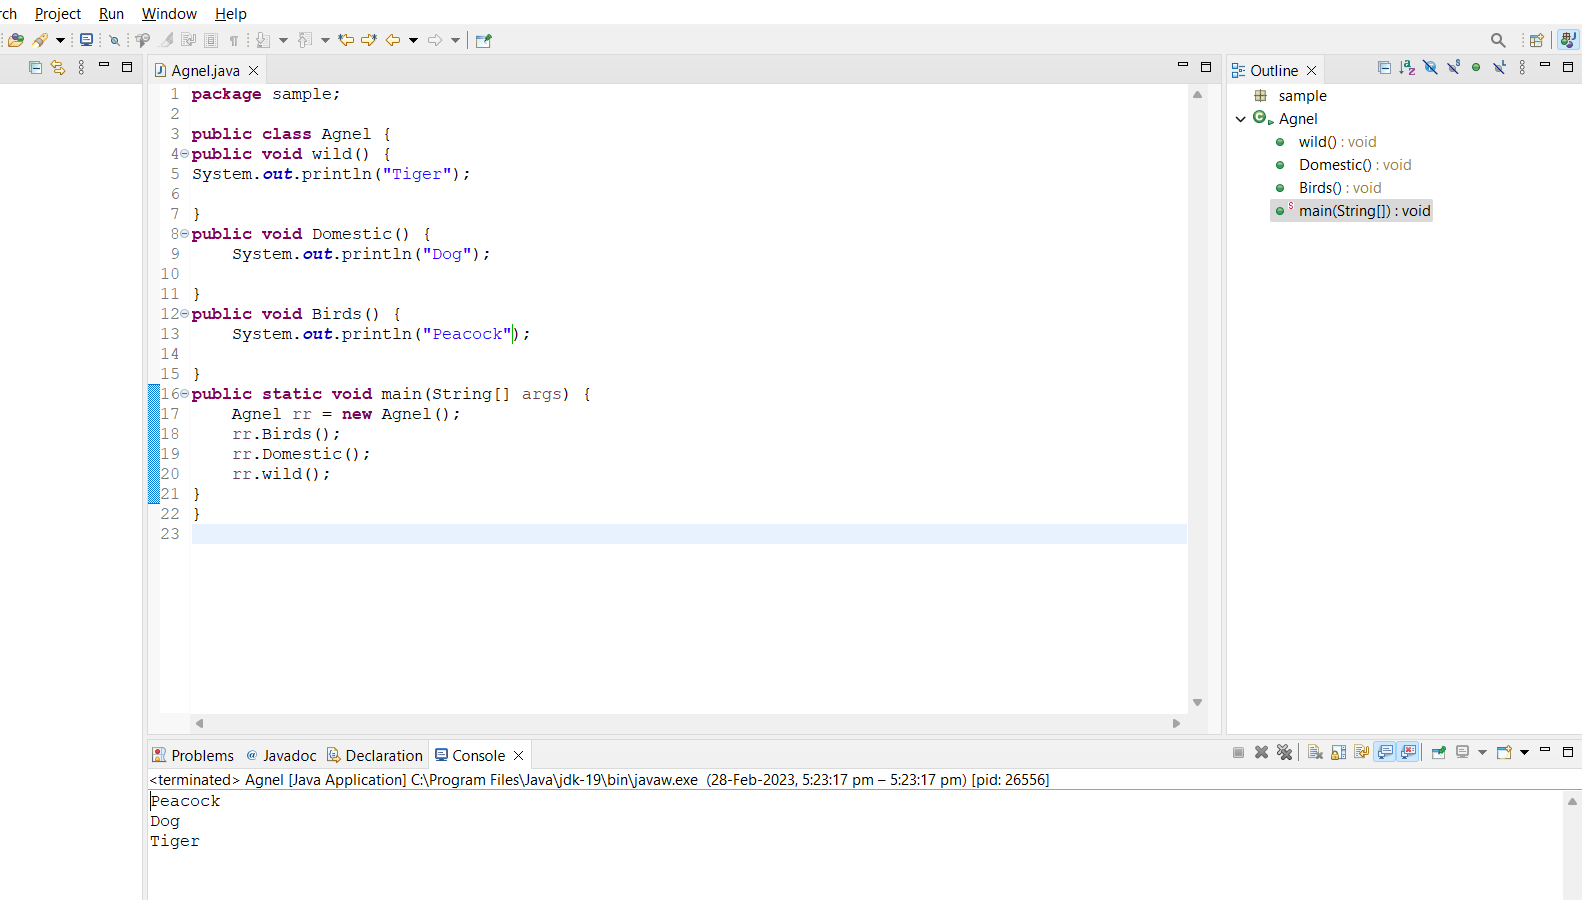 rch Project Run Window Help
Agnel.java
1 package sample;
2
3 public class Agnel {
4 public void wild() {
5 System.out.println("Tiger");
6
7 }
8 public void Domestic() {
9     System.out.println("Dog");
10
11 }
12 public void Birds() {
13     System.out.println("Peacock");
14
15 }
16 public static void main(String[] args) {
17     Agnel rr = new Agnel();
18     rr.Birds();
19     rr.Domestic();
20     rr.wild();
21 }
22 }
23
Outline
sample
Agnel
wild() : void
Domestic() : void
Birds() : void
main(String[]) : void
Problems @ Javadoc Declaration Console
<terminated> Agnel [Java Application] C:\Program Files\Java\jdk-19\bin\javaw.exe (28-Feb-2023, 5:23:17 pm – 5:23:17 pm) [pid: 26556]
Peacock
Dog
Tiger